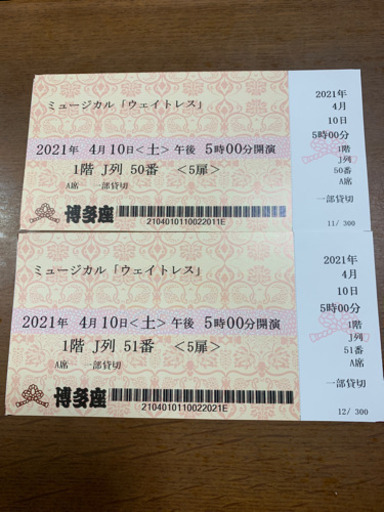 ミュージカル「ウェイトレス」
2021年 4月10日<土>午後 5時00分開演
1階 J列 50番 <5扉>
A席 一部貸切
博多座
2104010110022011E
2021年
4月
10日
5時00分
1階
J列
50番
A席
一部貸切
11/ 300
ミュージカル「ウェイトレス」
2021年 4月10日<土>午後 5時00分開演
1階 J列 51番 <5扉>
A席 一部貸切
博多座
2104010110022021E
2021年
4月
10日
5時00分
1階
J列
51番
A席
一部貸切
12/ 300